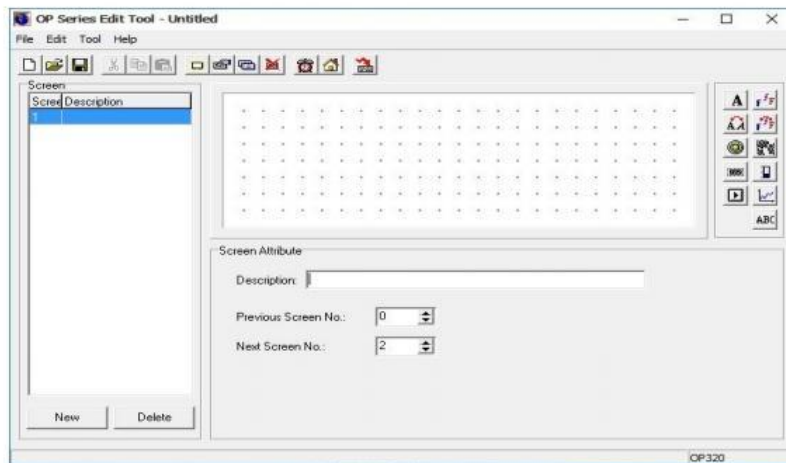 OP Series Edit Tool - Untitled
File Edit Tool Help
Screen
Scree Description
1
A
ABC
Screen Attribute
Description:
Previous Screen No.: 0
Next Screen No.: 2
New Delete
OP320